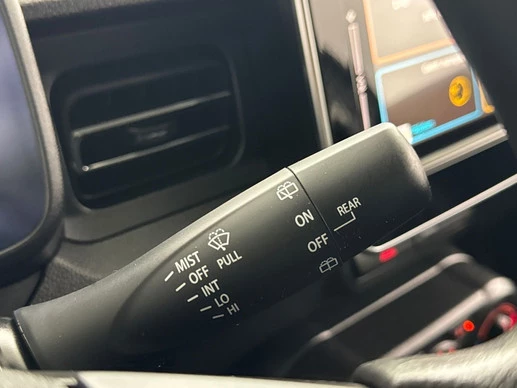 MIST
OFF PULL
INT
LO
HI
ON
OFF
REAR